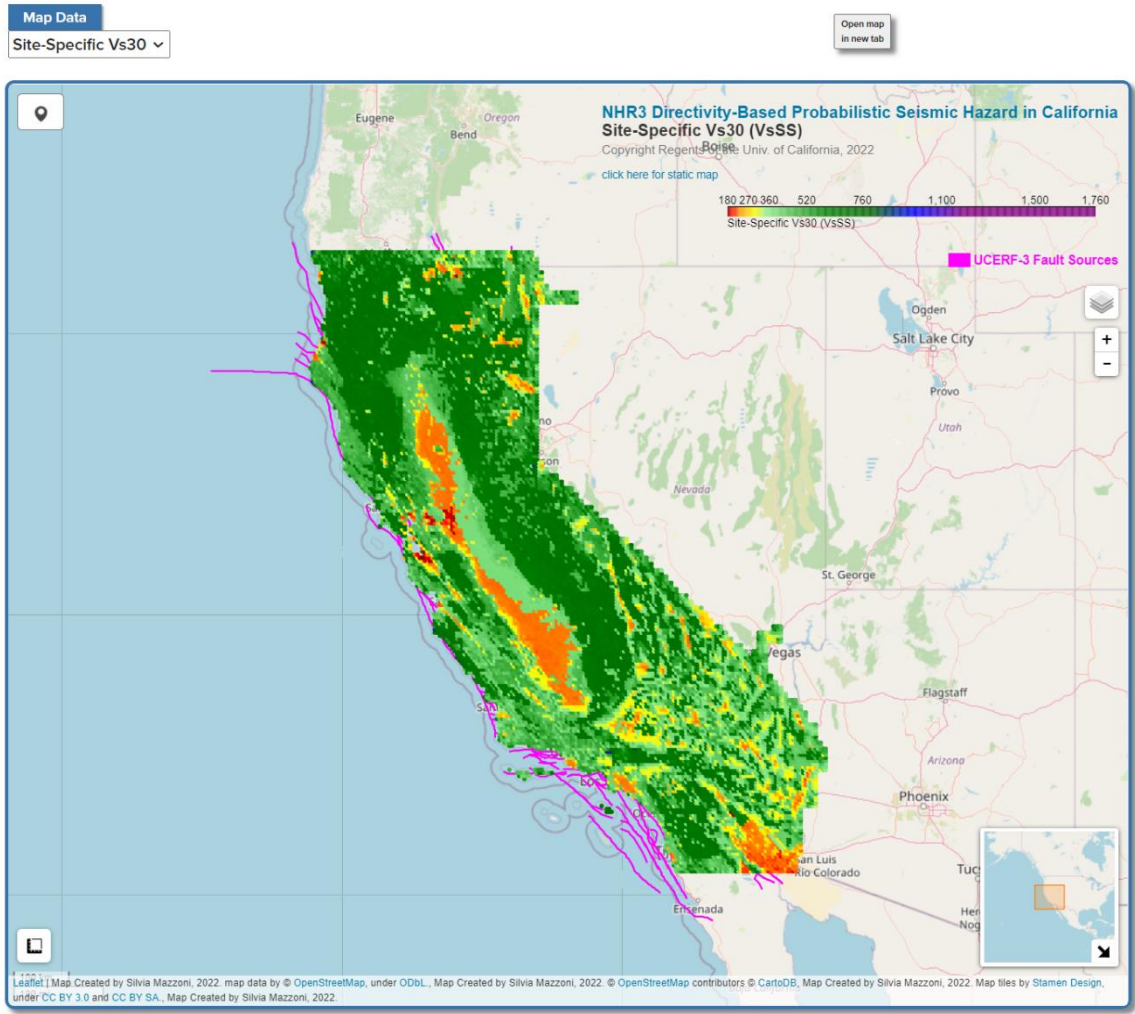 Map Data
Site-Specific Vs30
Open map
in new tab
NHR3 Directivity-Based Probabilistic Seismic Hazard in California
Site-Specific Vs30 (VsSS)
Copyright Regents of the Univ. of California, 2022
click here for static map
180 270 360 520 760 1,100 1,500 1,760
Site-Specific Vs30 (VsSS)
UCERF-3 Fault Sources
Eugene
Oregon
Bend
Boise
Ogden
Salt Lake City
+
-
Provo
Utah
Nevada
St. George
Vegas
Flagstaff
Arizona
Phoenix
San Luis
Río Colorado
Ensenada
Leaflet | Map Created by Silvia Mazzoni, 2022. map data by © OpenStreetMap, under ODbL., Map Created by Silvia Mazzoni, 2022. © OpenStreetMap contributors © CartoDB, Map Created by Silvia Mazzoni, 2022. Map tiles by Stamen Design,
under CC BY 3.0 and CC BY SA., Map Created by Silvia Mazzoni, 2022.